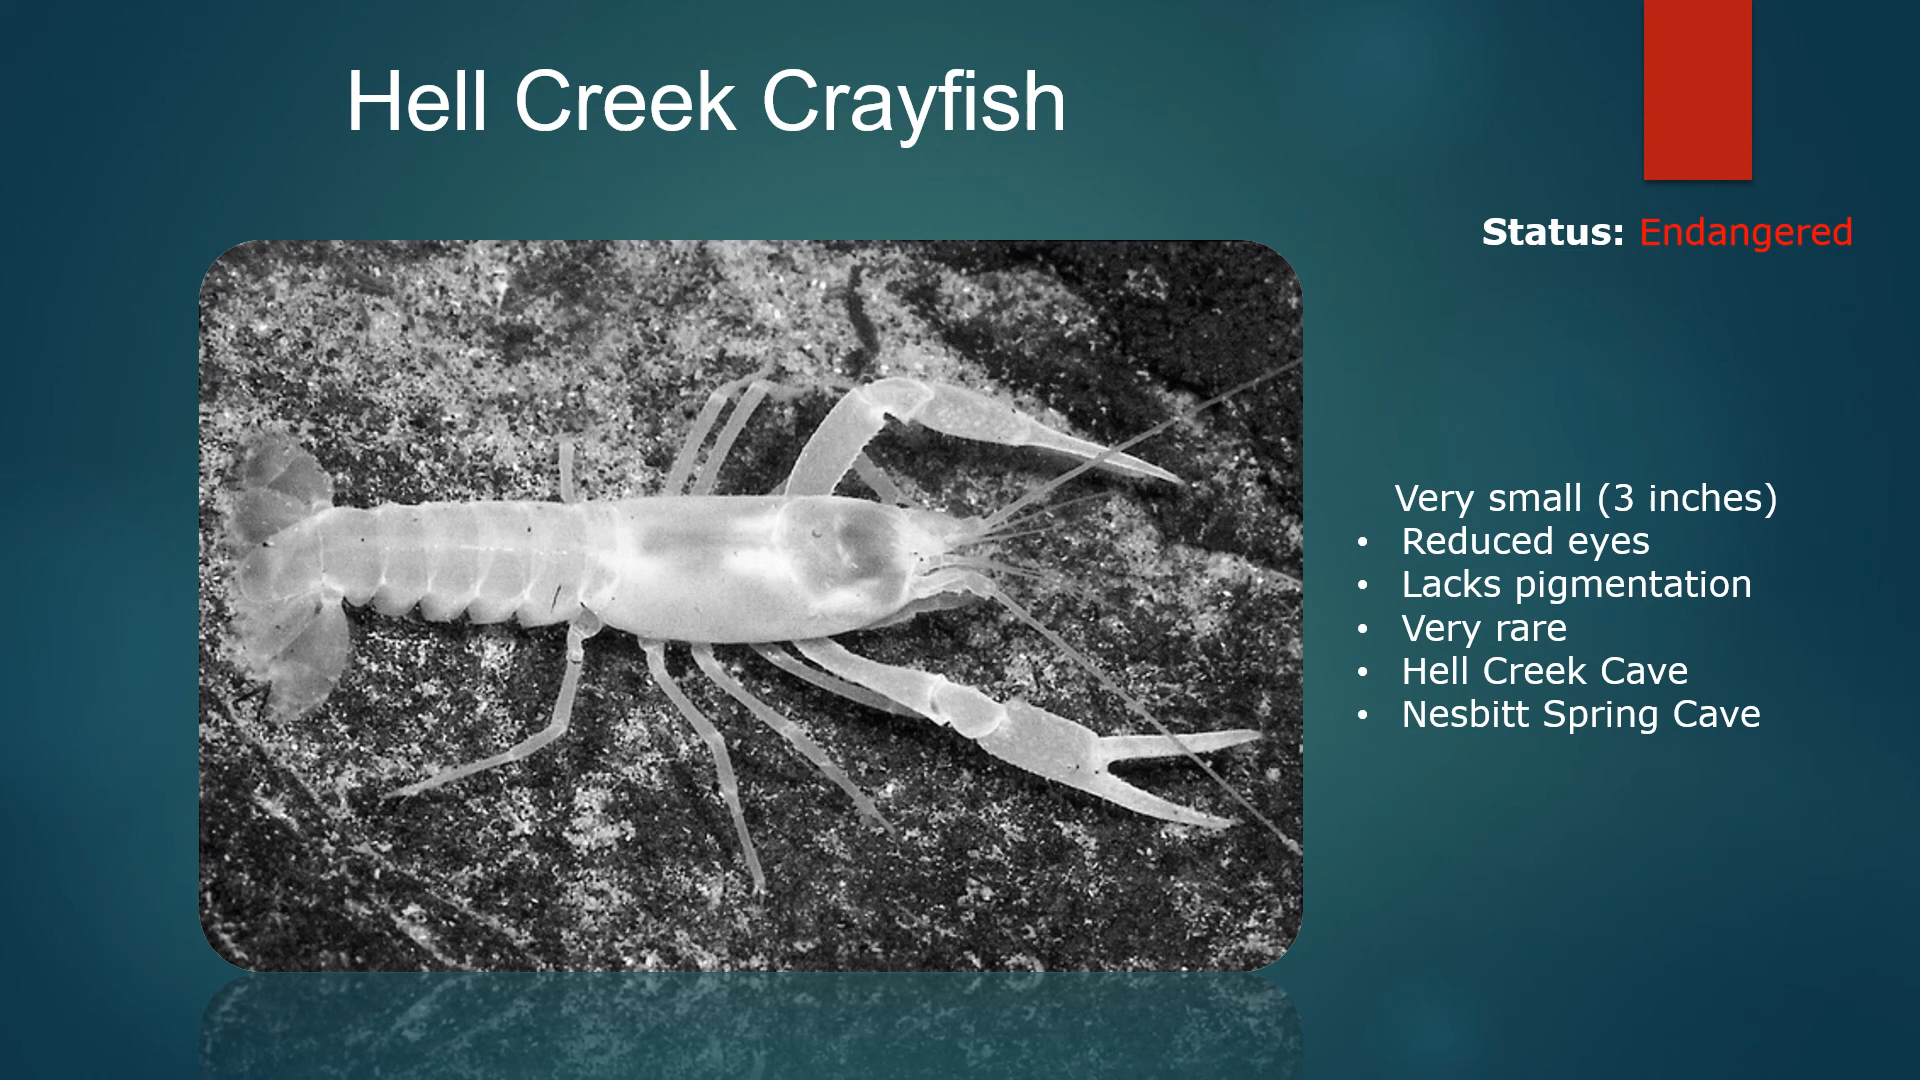 Hell Creek Crayfish
Status: Endangered
Very small (3 inches)
• Reduced eyes
• Lacks pigmentation
• Very rare
• Hell Creek Cave
• Nesbitt Spring Cave